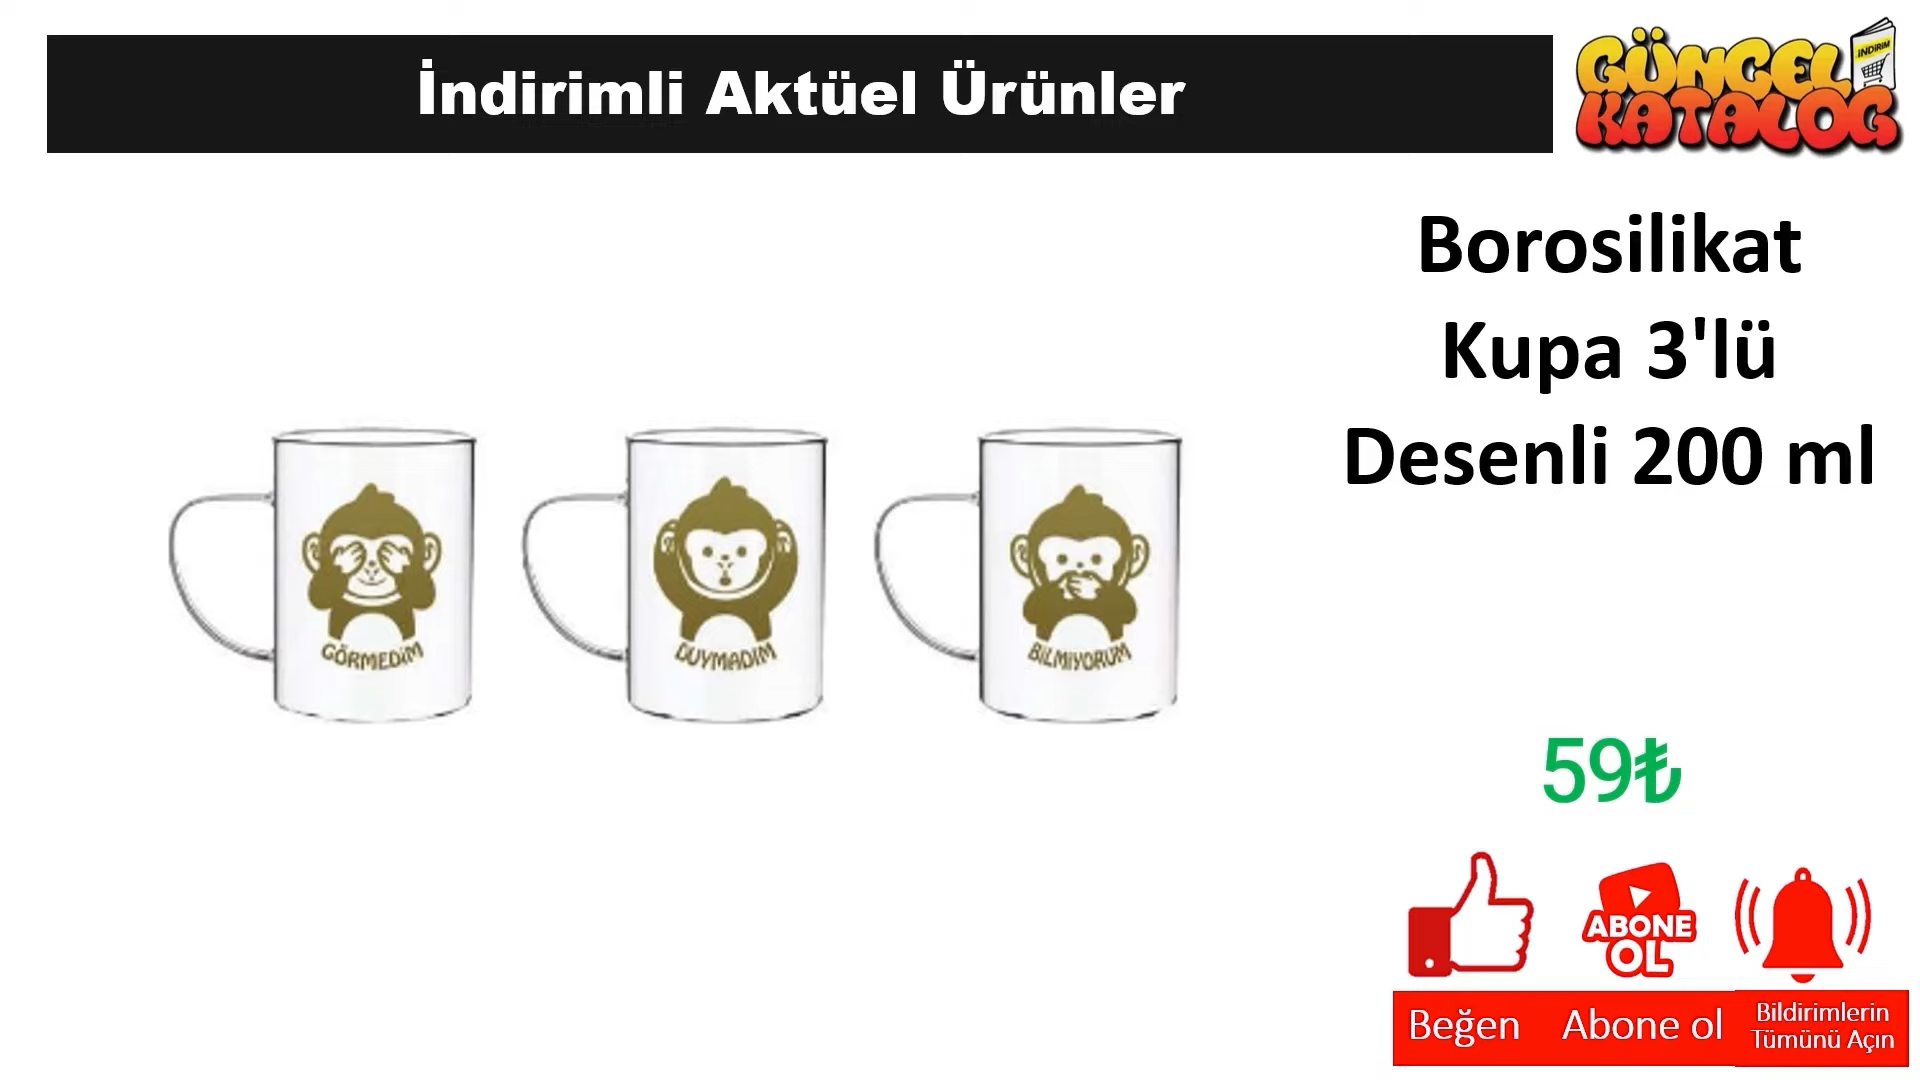 İndirimli Aktüel Ürünler
GÜNCEL
KATALOG
İNDİRİM
Borosilikat
Kupa 3'lü
Desenli 200 ml
GÖRMEDİM
DUYMADIM
BİLMİYORUM
59₺
ABONE
OL
Beğen
Abone ol
Bildirimlerin
Tümünü Açın